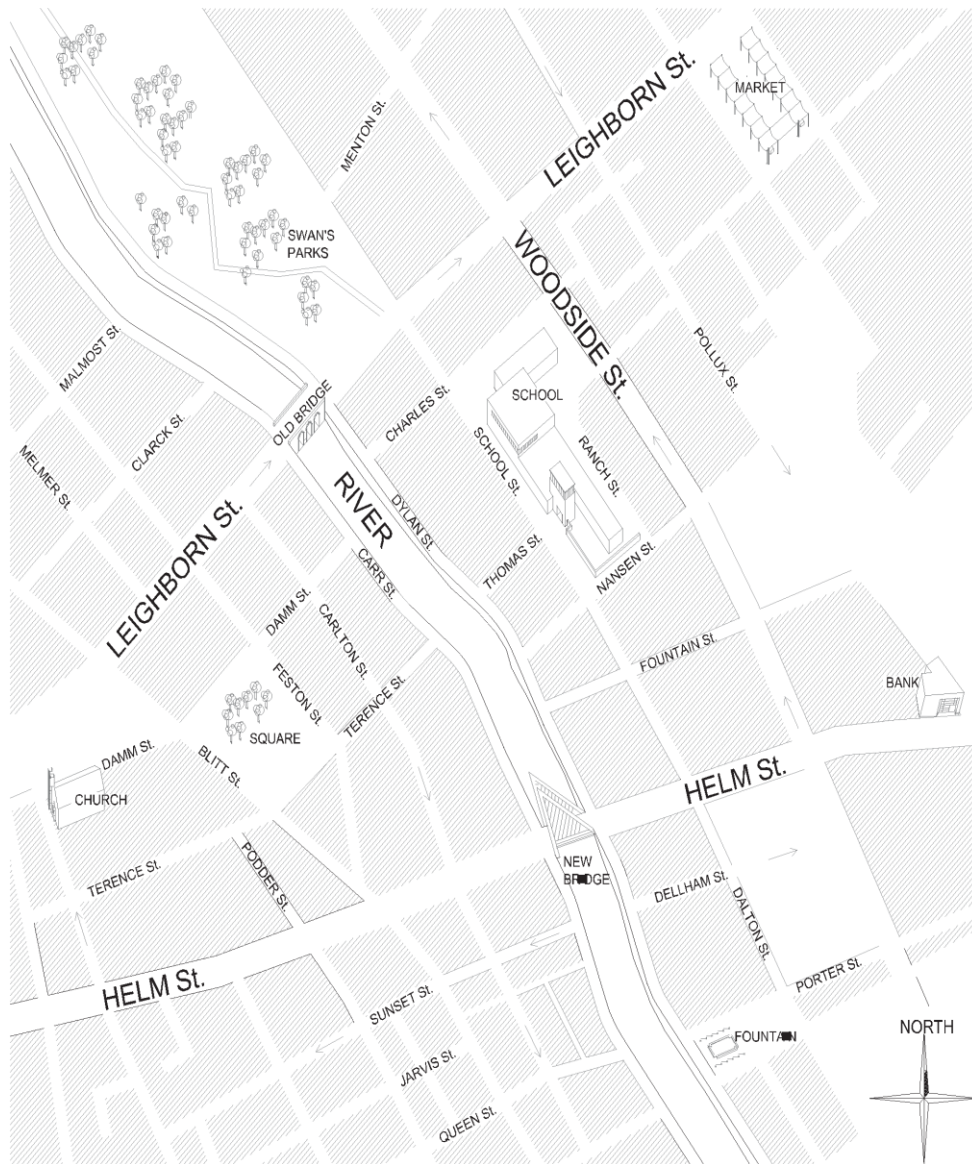 MARKET
LEIGHBORN St.
MENTON St.
SWAN'S
PARKS
WOODSIDE St.
MALMOST St.
POLLUX St.
OLD BRIDGE
CHARLES St.
SCHOOL
CLARCK St.
MELMER St.
SCHOOL St.
RANCH St.
RIVER
DYLAN St.
LEIGHBORN St.
CARR St.
THOMAS St.
NANSEN St.
DAMM St.
CARLTON St.
FOUNTAIN St.
FESTON St.
TERENCE St.
BANK
SQUARE
DAMM St.
BLITT St.
CHURCH
HELM St.
NEW
BRIDGE
TERENCE St.
PODDER St.
DELLHAM St.
DALTON St.
HELM St.
PORTER St.
SUNSET St.
FOUNTAIN
NORTH
JARVIS St.
QUEEN St.